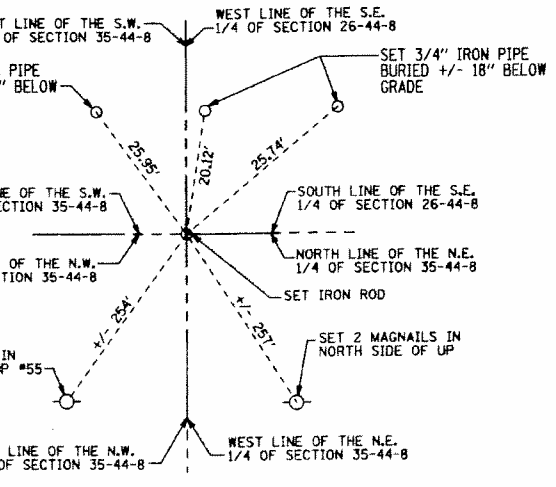 T LINE OF THE S.W.
OF SECTION 35-44-8
WEST LINE OF THE S.E.
1/4 OF SECTION 26-44-8
PIPE
" BELOW
SET 3/4" IRON PIPE
BURIED +/- 18" BELOW
GRADE
25.95'
20.12'
25.74'
NE OF THE S.W.
ECTION 35-44-8
SOUTH LINE OF THE S.E.
1/4 OF SECTION 26-44-8
OF THE N.W.
TION 35-44-8
NORTH LINE OF THE N.E.
1/4 OF SECTION 35-44-8
SET IRON ROD
+/- 254'
+/- 257'
IN
P #55
SET 2 MAGNAILS IN
NORTH SIDE OF UP
LINE OF THE N.W.
OF SECTION 35-44-8
WEST LINE OF THE N.E.
1/4 OF SECTION 35-44-8